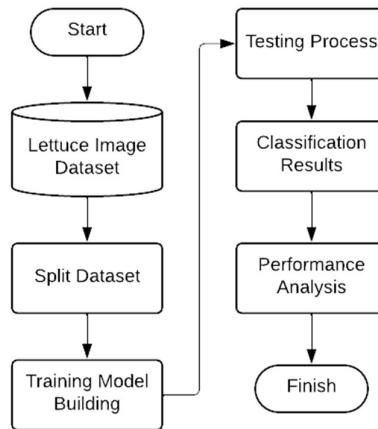 Start
Lettuce Image
Dataset
Split Dataset
Training Model
Building
Testing Process
Classification
Results
Performance
Analysis
Finish